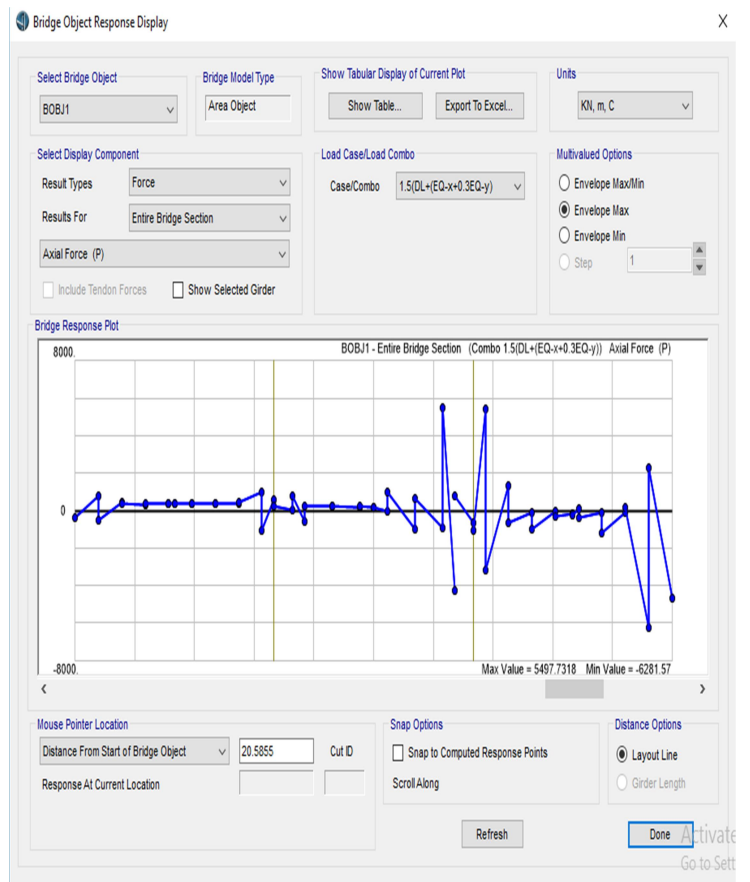 Bridge Object Response Display
X
Select Bridge Object
BOBJ1
Bridge Model Type
Area Object
Show Tabular Display of Current Plot
Show Table...
Export To Excel...
Units
KN, m, C
Select Display Component
Result Types
Force
Results For
Entire Bridge Section
Axial Force (P)
Include Tendon Forces
Show Selected Girder
Load Case/Load Combo
Case/Combo
1.5(DL+(EQ-x+0.3EQ-y)
Multivalued Options
Envelope Max/Min
Envelope Max
Envelope Min
Step
1
Bridge Response Plot
BOBJ1 - Entire Bridge Section (Combo 1.5(DL+(EQ-x+0.3EQ-y)) Axial Force (P)
8000.
0
-8000.
Max Value = 5497.7318 Min Value = -6281.57
Mouse Pointer Location
Distance From Start of Bridge Object
20.5855
Cut ID
Response At Current Location
Snap Options
Snap to Computed Response Points
Scroll Along
Distance Options
Layout Line
Girder Length
Refresh
Done
Activate
Go to Sett